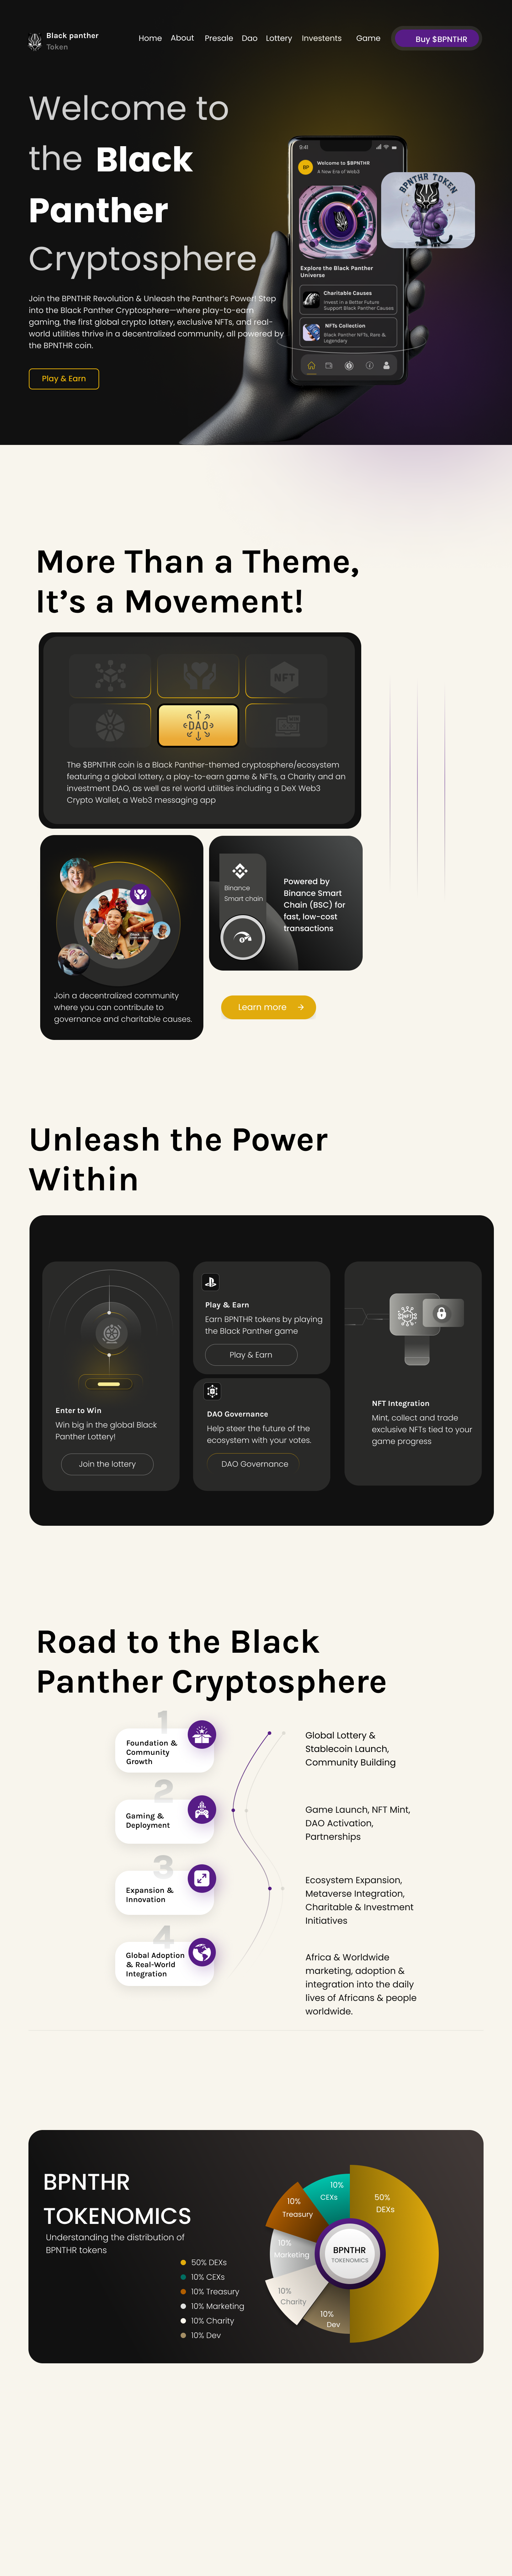 Black panther
Token
Home
About
Presale
Dao
Lottery
Investents
Game
Buy $BPNTHR
Welcome to
the Black
Panther
Cryptosphere
Join the BPNTHR Revolution & Unleash the Panther's Power! Step
into the Black Panther Cryptosphere—where play-to-earn
gaming, the first global crypto lottery, exclusive NFTs, and real-
world utilities thrive in a decentralized community, all powered by
the BPNTHR coin.
Play & Earn
9:41
BP
Welcome to $BPNTHR
A New Era of Web3
Explore the Black Panther
Universe
Charitable Causes
Invest in a Better Future
Support Black Panther Causes
NFTs Collection
Black Panther NFTs, Rare &
Legendary
BPNTHR TOKEN
More Than a Theme,
It's a Movement!
NFT
DAO
The $BPNTHR coin is a Black Panther-themed cryptosphere/ecosystem
featuring a global lottery, a play-to-earn game & NFTs, a Charity and an
investment DAO, as well as rel world utilities including a DeX Web3
Crypto Wallet, a Web3 messaging app
Join a decentralized community
where you can contribute to
governance and charitable causes.
Binance
Smart chain
Powered by
Binance Smart
Chain (BSC) for
fast, low-cost
transactions
Learn more
Unleash the Power
Within
Enter to Win
Win big in the global Black
Panther Lottery!
Join the lottery
Play & Earn
Earn BPNTHR tokens by playing
the Black Panther game
Play & Earn
DAO Governance
Help steer the future of the
ecosystem with your votes.
DAO Governance
NFT
NFT Integration
Mint, collect and trade
exclusive NFTs tied to your
game progress
Road to the Black
Panther Cryptosphere
1
Foundation &
Community
Growth
Global Lottery &
Stablecoin Launch,
Community Building
2
Gaming &
Deployment
Game Launch, NFT Mint,
DAO Activation,
Partnerships
3
Expansion &
Innovation
Ecosystem Expansion,
Metaverse Integration,
Charitable & Investment
Initiatives
4
Global Adoption
& Real-World
Integration
Africa & Worldwide
marketing, adoption &
integration into the daily
lives of Africans & people
worldwide.
BPNTHR
TOKENOMICS
Understanding the distribution of
BPNTHR tokens
50% DEXs
10% CEXs
10% Treasury
10% Marketing
10% Charity
10% Dev
10%
CEXs
50%
DEXs
10%
Treasury
10%
Marketing
10%
Charity
10%
Dev
BPNTHR
TOKENOMICS